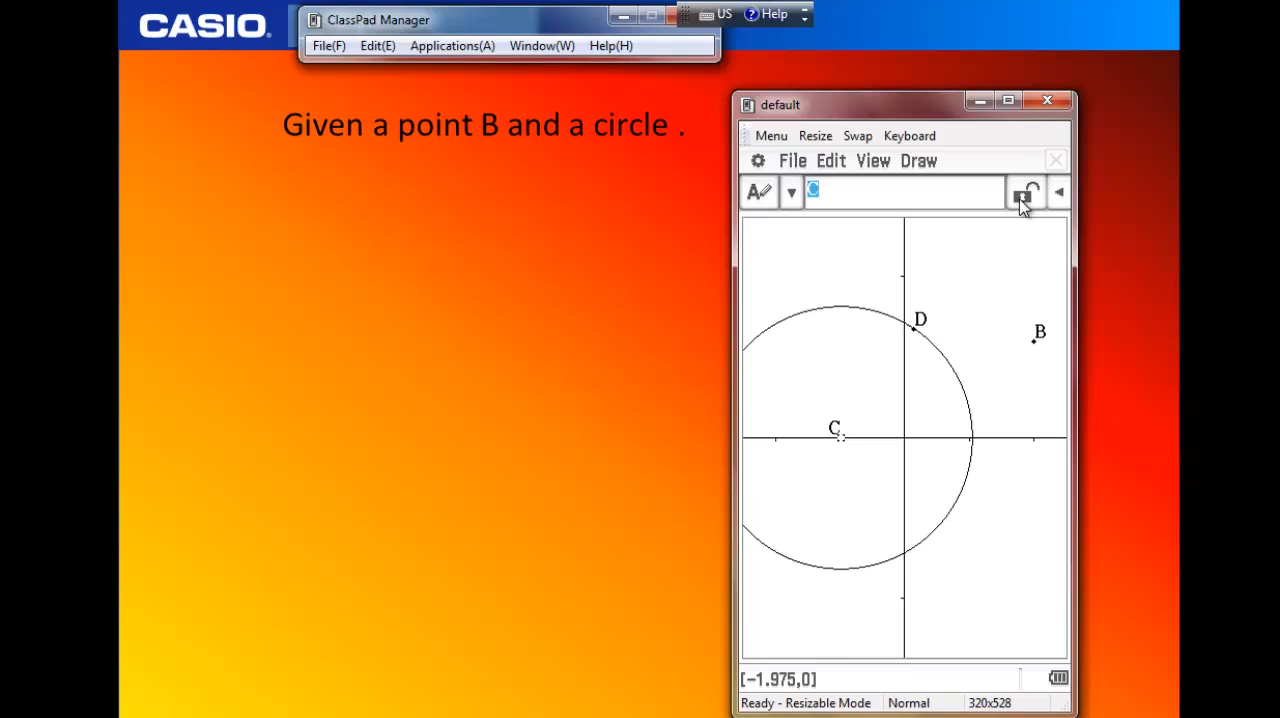 CASIO.
ClassPad Manager
US Help
File(F) Edit(E) Applications(A) Window(W) Help(H)
Given a point B and a circle .
default
Menu Resize Swap Keyboard
File Edit View Draw
A C
D
B
C
[-1.975,0]
Ready - Resizable Mode Normal 320x528